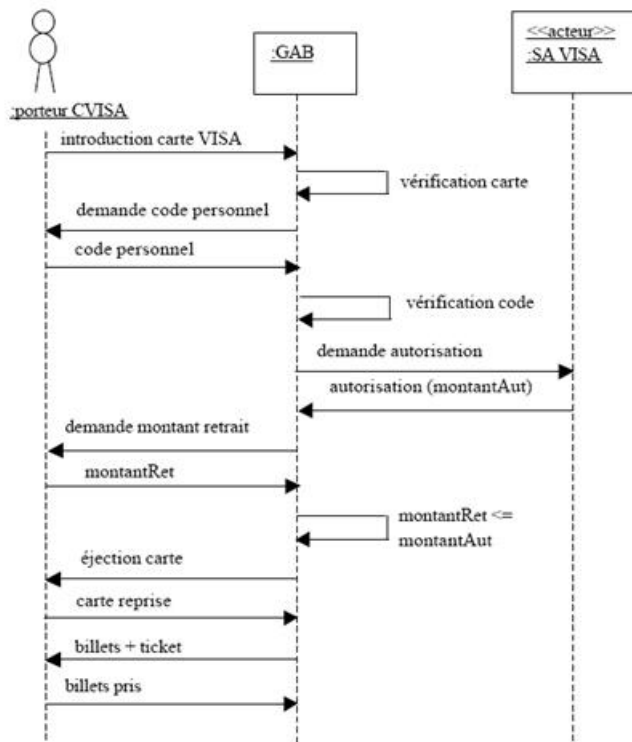 <<acteur>>
:SA VISA
:GAB
:porteur CVISA
introduction carte VISA
vérification carte
demande code personnel
code personnel
vérification code
demande autorisation
autorisation (montantAut)
demande montant retrait
montantRet
montantRet <=
montantAut
éjection carte
carte reprise
billets + ticket
billets pris